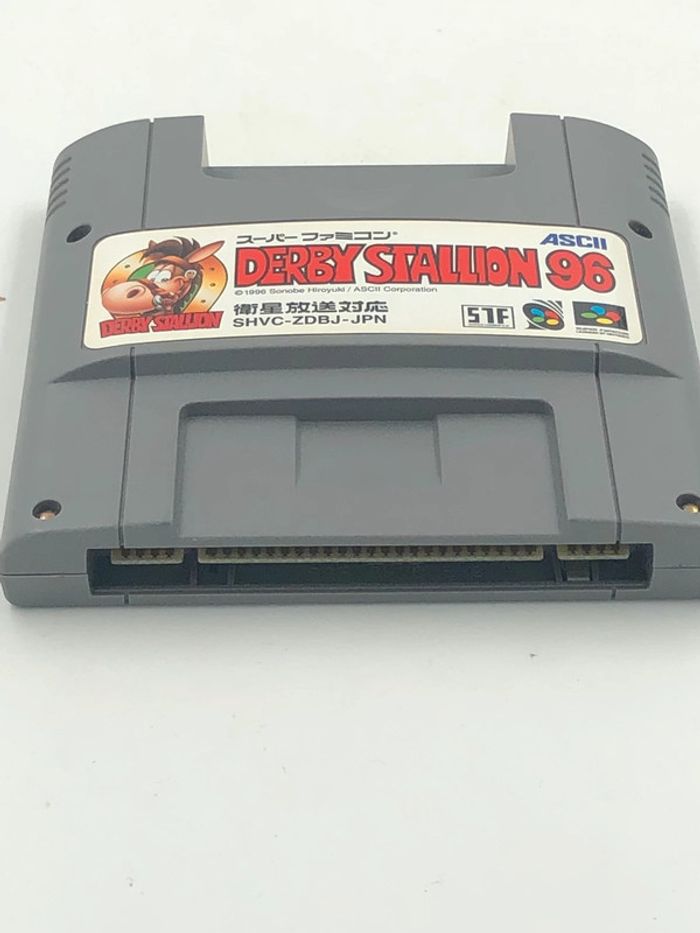 スーパーファミコン®
ASCII
DERBY STALLION 96
©1996 Sonobe Hiroyuki / ASCII Corporation
DERBY STALLION
衛星放送対応
SHVC-ZDBJ-JPN
STF